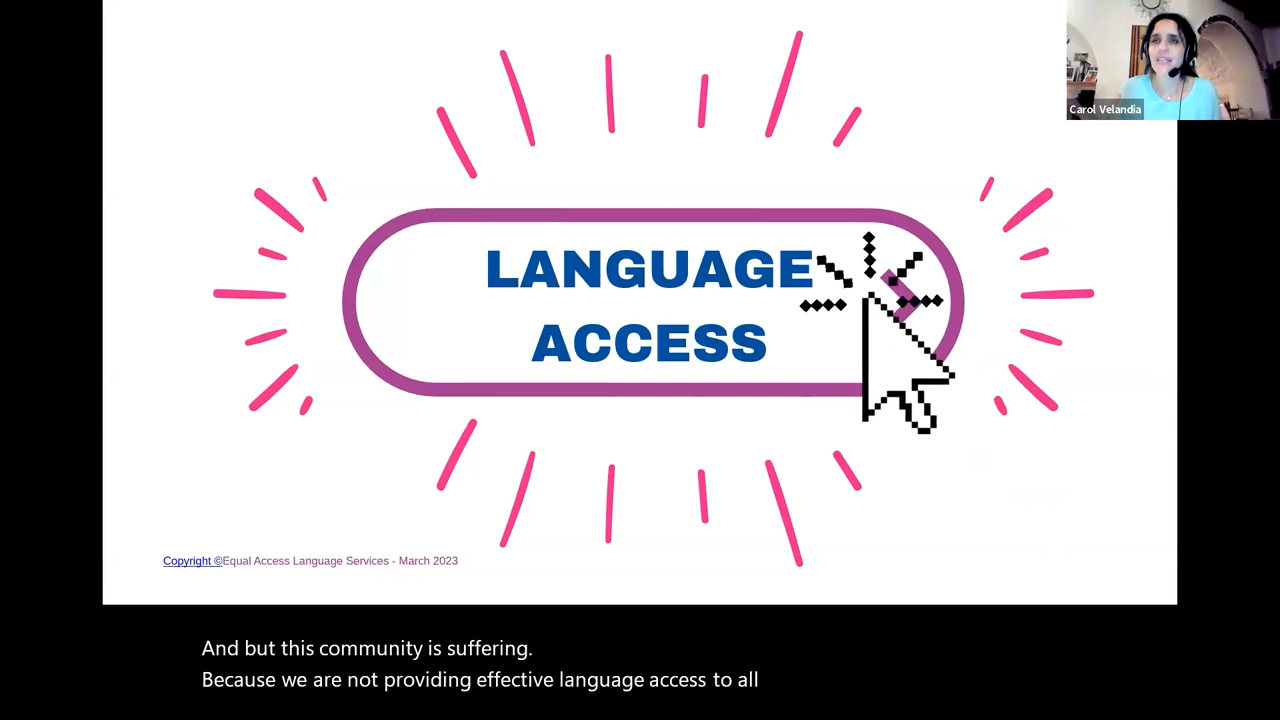 Carol Velandia
LANGUAGE
ACCESS
Copyright ©Equal Access Language Services - March 2023
And but this community is suffering.
Because we are not providing effective language access to all